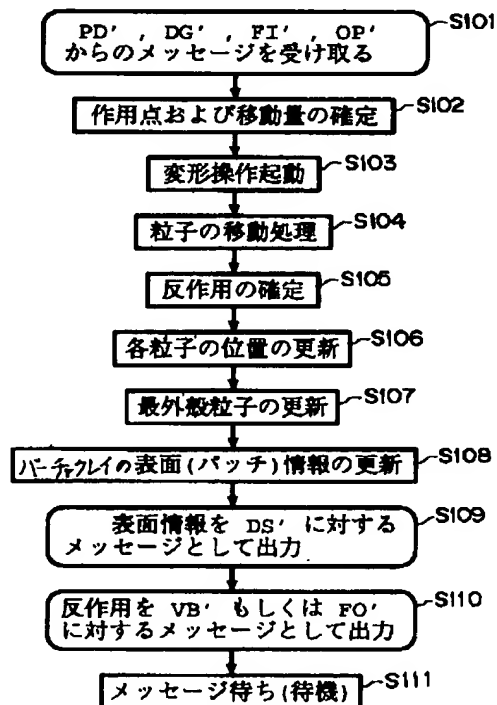 PD', DG', FI', OP'
からのメッセージを受け取る
S101
作用点および移動量の確定
S102
変形操作起動
S103
粒子の移動処理
S104
反作用の確定
S105
各粒子の位置の更新
S106
最外殻粒子の更新
S107
バーチャクレイの表面(パッチ)情報の更新
S108
表面情報を DS' に対する
メッセージとして出力
S109
反作用を VB' もしくは FO'
に対するメッセージとして出力
S110
メッセージ待ち(待機)
S111